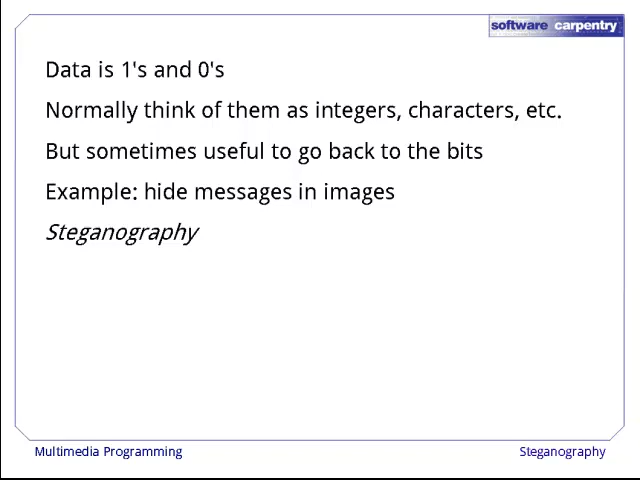 software carpentry
Data is 1's and 0's
Normally think of them as integers, characters, etc.
But sometimes useful to go back to the bits
Example: hide messages in images
Steganography
Multimedia Programming
Steganography